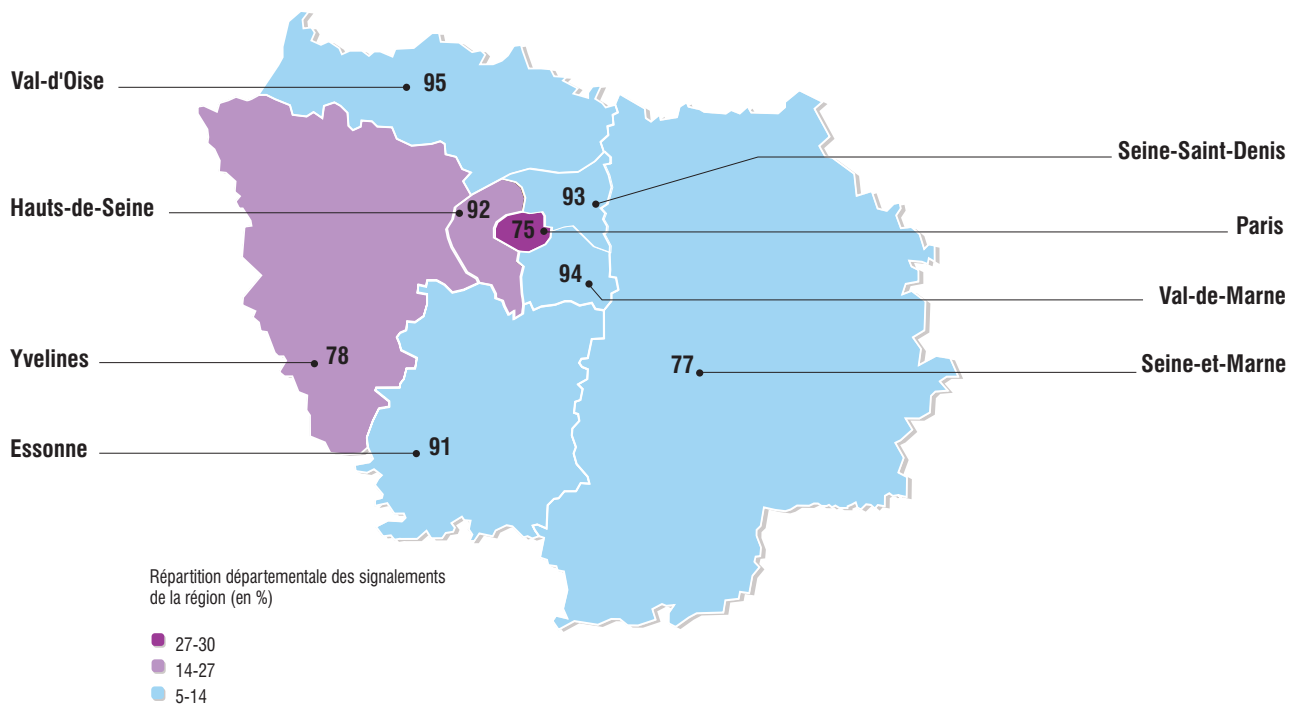 Val-d'Oise
95
Seine-Saint-Denis
93
Hauts-de-Seine
92
75
Paris
94
Val-de-Marne
Yvelines
78
77
Seine-et-Marne
Essonne
91
Répartition départementale des signalements
de la région (en %)
27-30
14-27
5-14